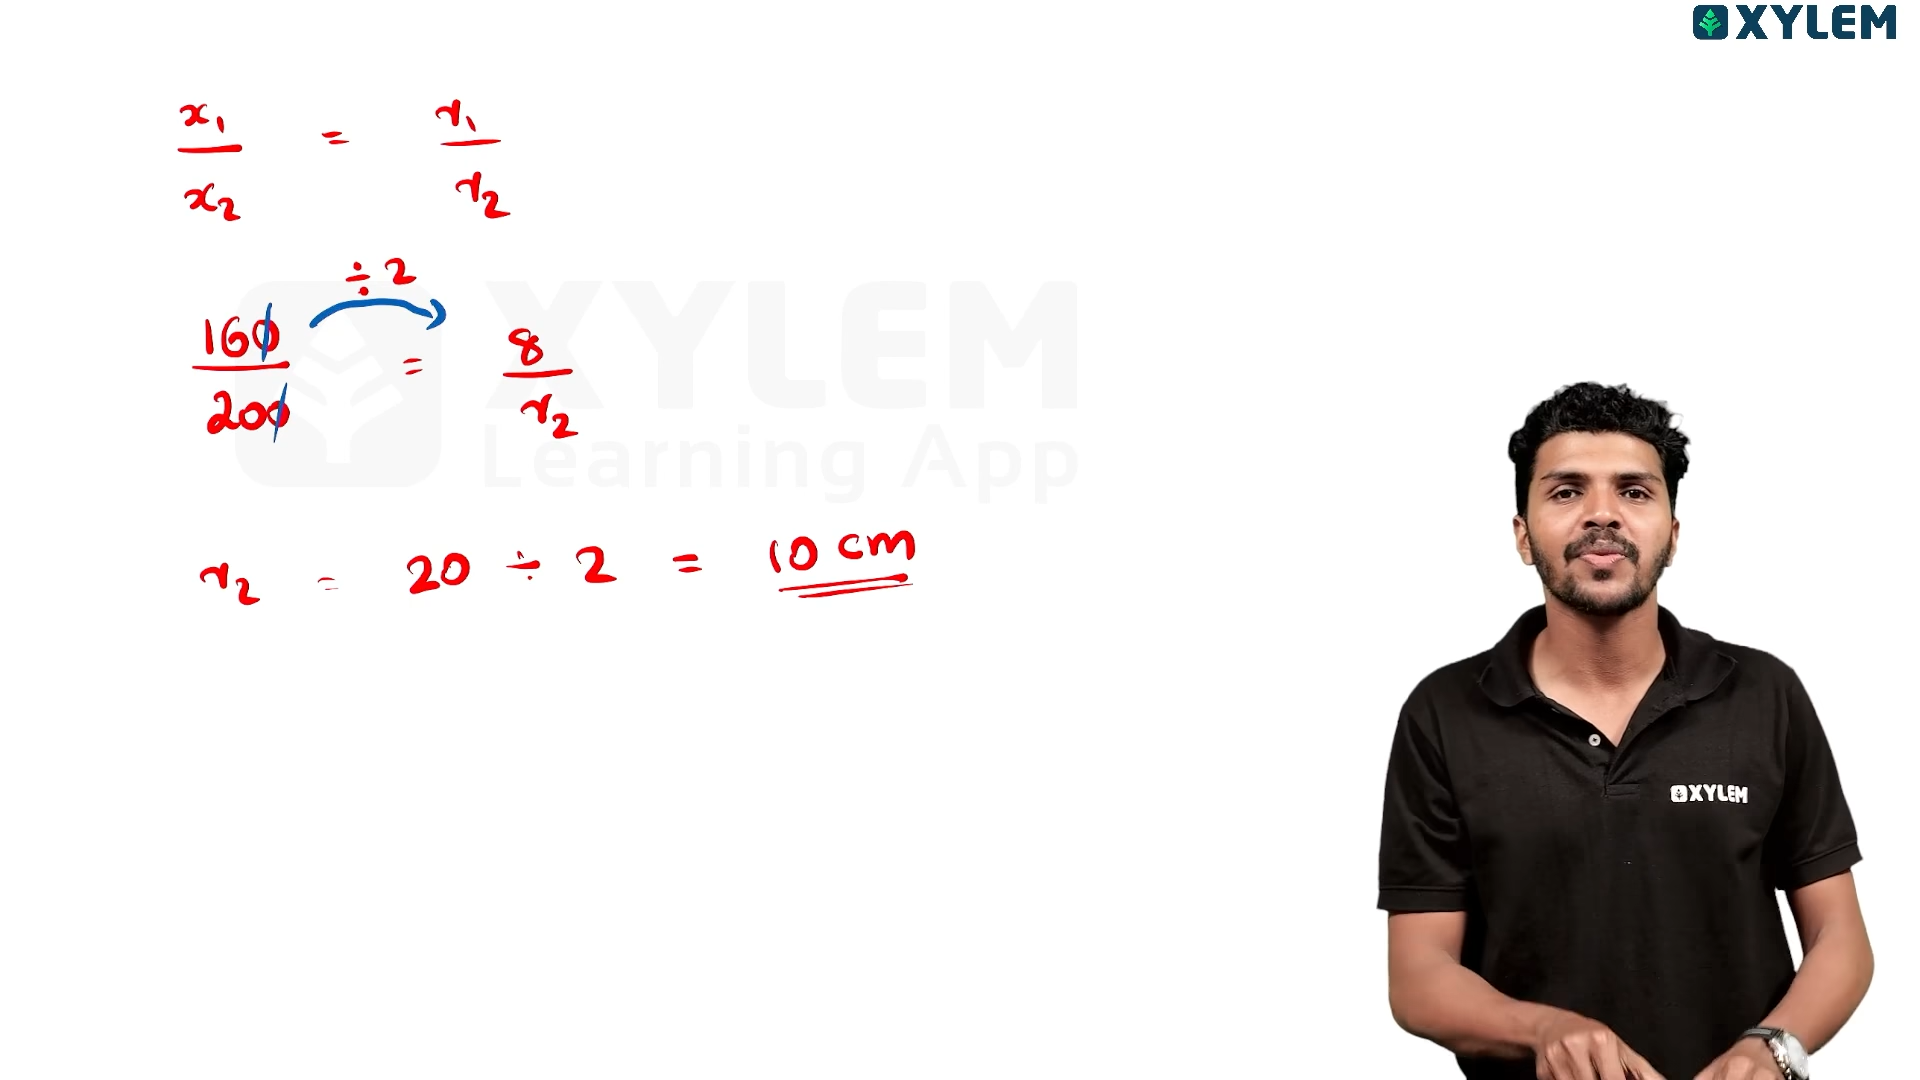 XYLEM
x₁/x₂ = r₁/r₂
÷ 2
160/200 = 8/r₂
XYLEM
Learning App
r₂ = 20 ÷ 2 = 10 cm
XYLEM